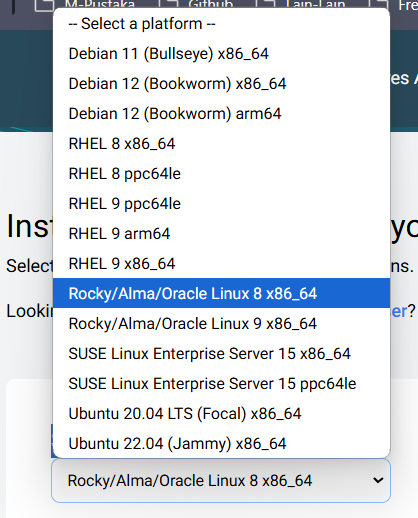 M-Pustaka
Github
Lain-Lain
Fre
-- Select a platform --
Debian 11 (Bullseye) x86_64
es A
Debian 12 (Bookworm) x86_64
Debian 12 (Bookworm) arm64
RHEL 8 x86_64
RHEL 8 ppc64le
RHEL 9 ppc64le
Inst
yo
RHEL 9 arm64
Select
ns.
RHEL 9 x86_64
Rocky/Alma/Oracle Linux 8 x86_64
Lookin
er?
Rocky/Alma/Oracle Linux 9 x86_64
SUSE Linux Enterprise Server 15 x86_64
SUSE Linux Enterprise Server 15 ppc64le
Ubuntu 20.04 LTS (Focal) x86_64
Ubuntu 22.04 (Jammy) x86_64
Rocky/Alma/Oracle Linux 8 x86_64